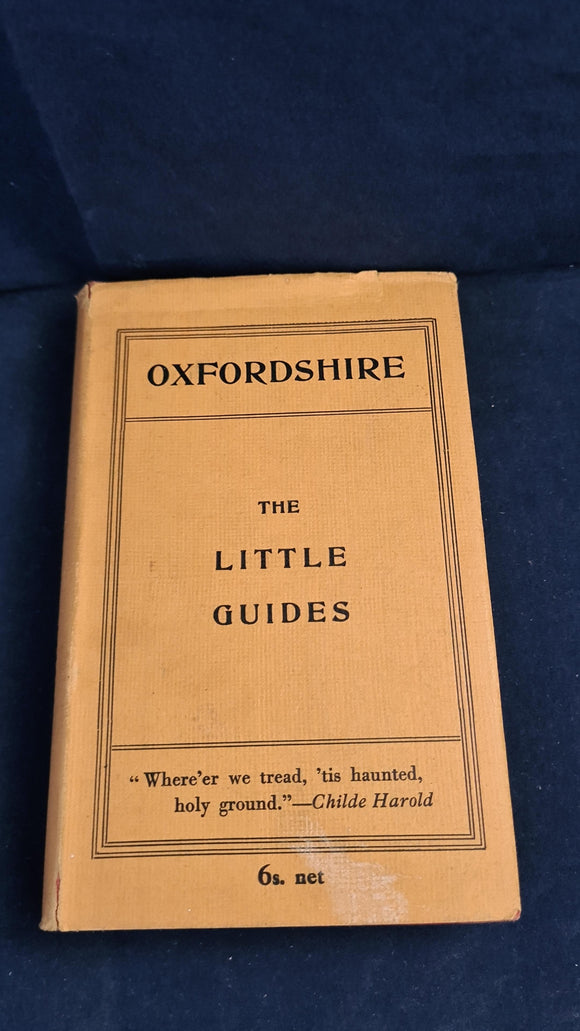 OXFORDSHIRE
THE
LITTLE
GUIDES
“Where'er we tread, 'tis haunted,
holy ground.”—Childe Harold
6s. net